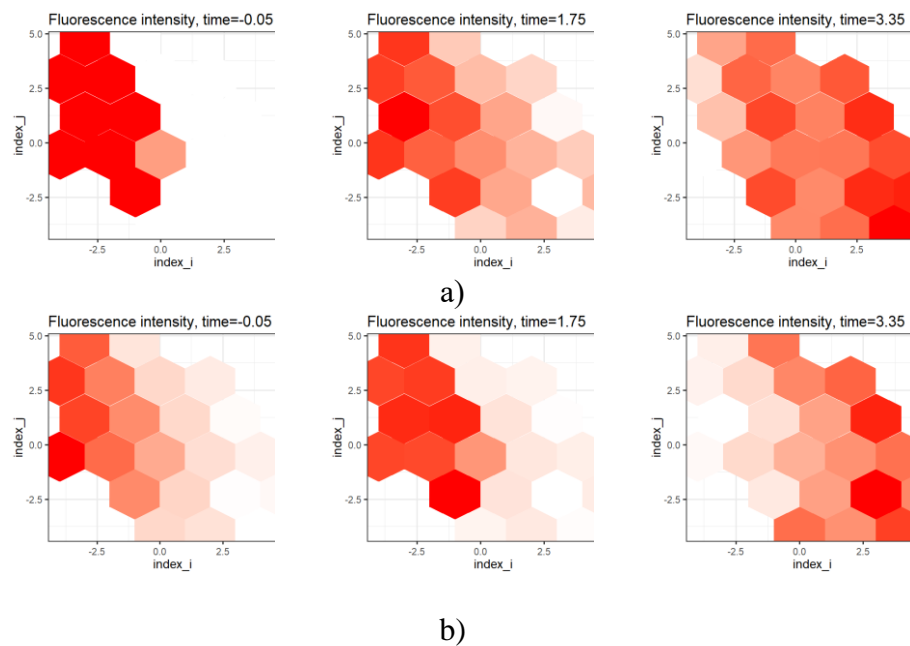 Fluorescence intensity, time=-0.05 Fluorescence intensity, time=1.75 Fluorescence intensity, time=3.35
5.0 5.0 5.0
2.5 2.5 2.5
index_j index_j index_j
0.0 0.0 0.0
-2.5 -2.5 -2.5
-2.5 0.0 2.5 -2.5 0.0 2.5 -2.5 0.0 2.5
index_i index_i index_i
a)
Fluorescence intensity, time=-0.05 Fluorescence intensity, time=1.75 Fluorescence intensity, time=3.35
5.0 5.0 5.0
2.5 2.5 2.5
index_j index_j index_j
0.0 0.0 0.0
-2.5 -2.5 -2.5
-2.5 0.0 2.5 -2.5 0.0 2.5 -2.5 0.0 2.5
index_i index_i index_i
b)